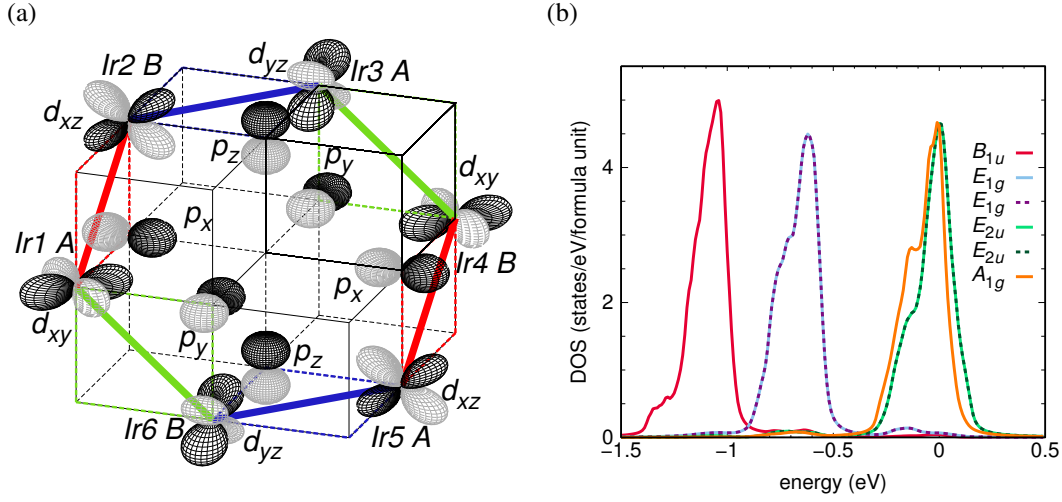 (a)
(b)
Ir2 B
d_yz
Ir3 A
d_xz
p_z
p_y
d_xy
p_x
Ir1 A
Ir4 B
p_x
d_xy
p_y
p_z
d_xz
Ir6 B
d_yz
Ir5 A
DOS (states/eV/formula unit)
4
2
0
B_1u
E_1g
E_1g
E_2u
E_2u
A_1g
-1.5 -1 -0.5 0 0.5
energy (eV)